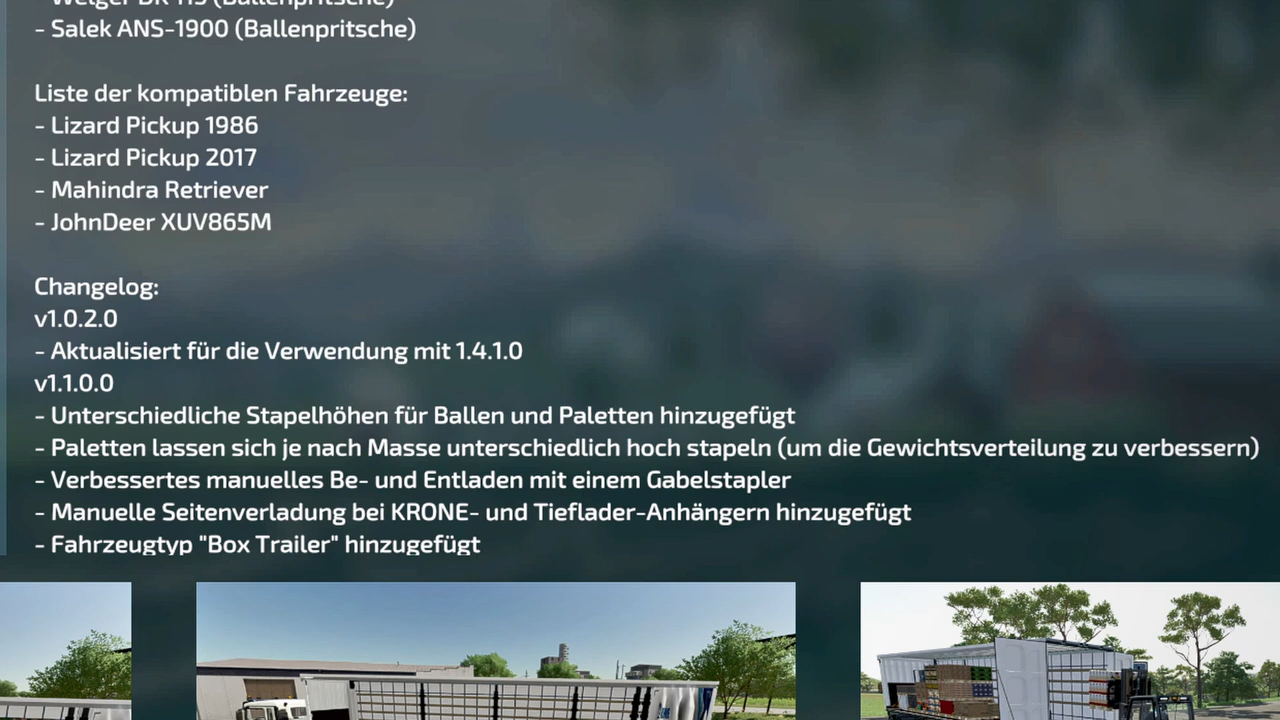 - Welger DK 115 (Ballenpritsche)
- Salek ANS-1900 (Ballenpritsche)
Liste der kompatiblen Fahrzeuge:
- Lizard Pickup 1986
- Lizard Pickup 2017
- Mahindra Retriever
- JohnDeer XUV865M
Changelog:
v1.0.2.0
- Aktualisiert für die Verwendung mit 1.4.1.0
v1.1.0.0
- Unterschiedliche Stapelhöhen für Ballen und Paletten hinzugefügt
- Paletten lassen sich je nach Masse unterschiedlich hoch stapeln (um die Gewichtsverteilung zu verbessern)
- Verbessertes manuelles Be- und Entladen mit einem Gabelstapler
- Manuelle Seitenverladung bei KRONE- und Tieflader-Anhängern hinzugefügt
- Fahrzeugtyp "Box Trailer" hinzugefügt